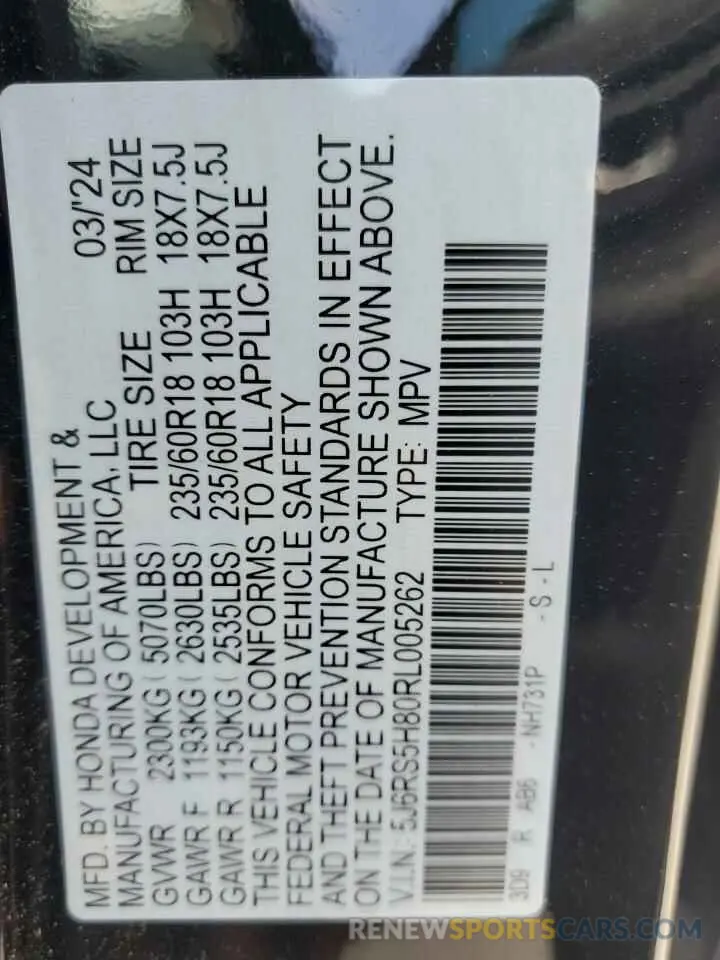 MFD. BY HONDA DEVELOPMENT &
MANUFACTURING OF AMERICA, LLC 03/'24
GVWR 2300KG ( 5070LBS) TIRE SIZE RIM SIZE
GAWR F 1193KG ( 2630LBS) 235/60R18 103H 18X7.5J
GAWR R 1150KG ( 2535LBS) 235/60R18 103H 18X7.5J
THIS VEHICLE CONFORMS TO ALL APPLICABLE
FEDERAL MOTOR VEHICLE SAFETY
AND THEFT PREVENTION STANDARDS IN EFFECT
ON THE DATE OF MANUFACTURE SHOWN ABOVE.
V.I.N.: 5J6RS5H80RL005262 TYPE: MPV
3D9 R AB6 -NH731P -S-L
RENEWSPORTSCARS.COM